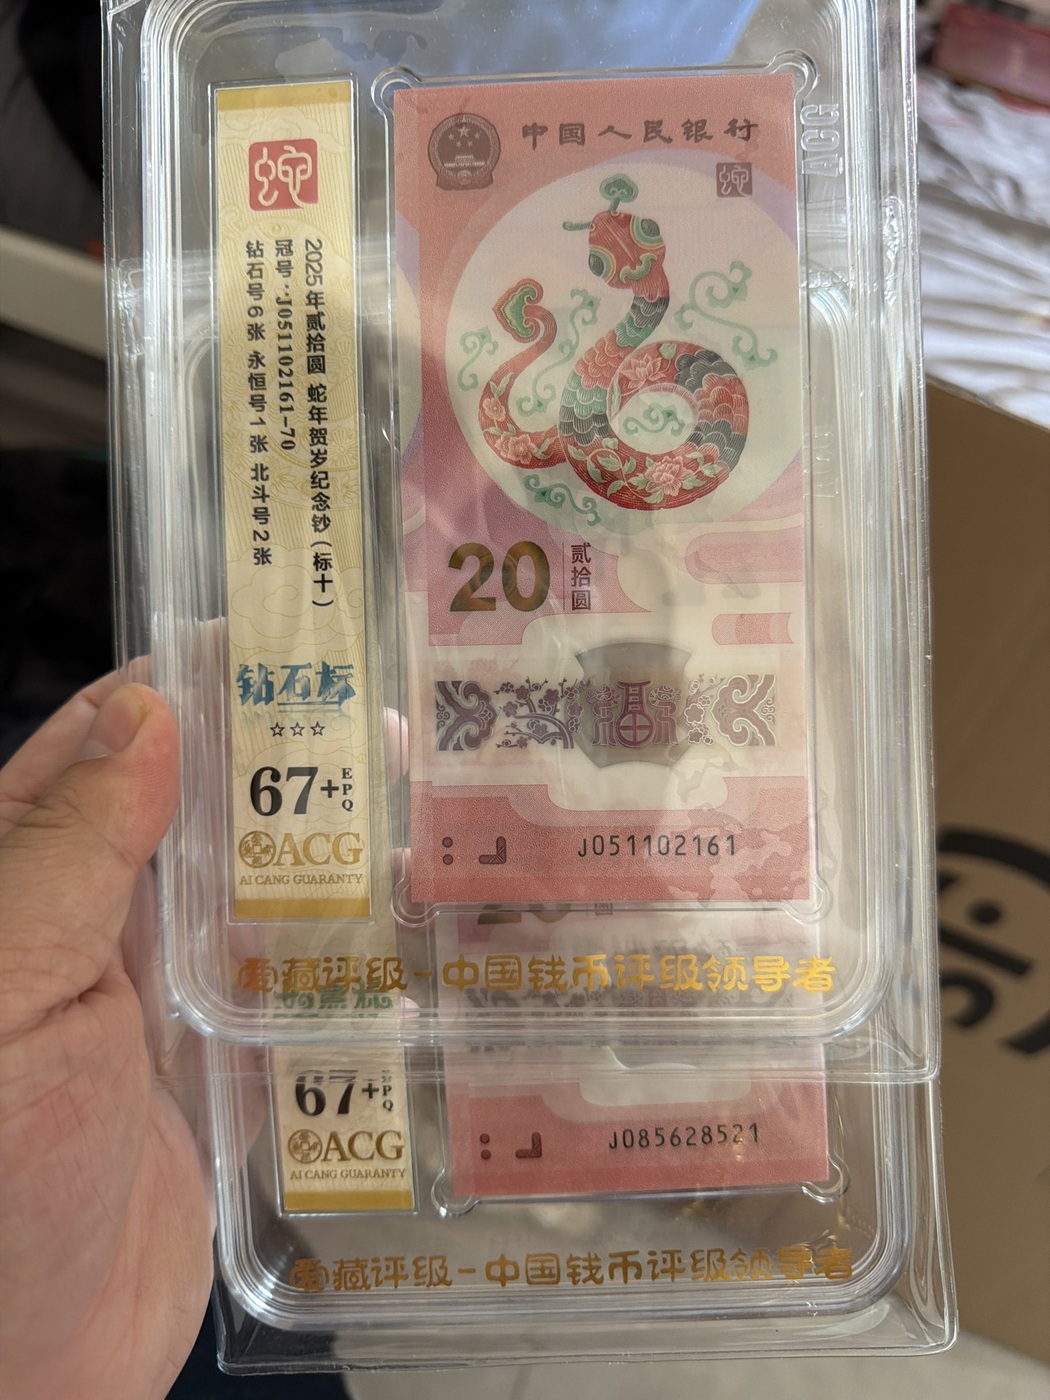 中国人民银行
蛇
2025年贰拾圆 蛇年贺岁纪念钞(标十)
冠号:J051102161-70
钻石号6张 永恒号1张 北斗号2张
钻石标
☆☆☆
67+EPQ
ACG
AI CANG GUARANTY
ACG
20
贰拾圆
福
J051102161
爱藏评级-中国钱币评级领导者
20
67+EPQ
ACG
AI CANG GUARANTY
J085628521
爱藏评级-中国钱币评级领导者